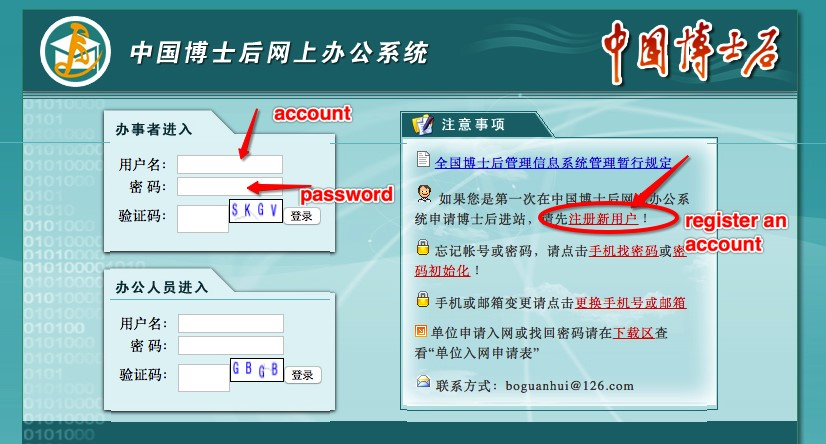 中国博士后网上办公系统
中国博士后
办事者进入
account
用户名：
密 码：
password
验证码：
SKGV
登录
办公人员进入
用户名：
密 码：
验证码：
GBGB
登录
注意事项
全国博士后管理信息系统管理暂行规定
如果您是第一次在中国博士后网上办公系
统申请博士后进站，请先注册新用户！
register an
account
忘记帐号或密码，请点击手机找密码或密
码初始化！
手机或邮箱变更请点击更换手机号或邮箱
单位申请入网或找回密码请在下载区查
看“单位入网申请表”
联系方式：boguanhui@126.com